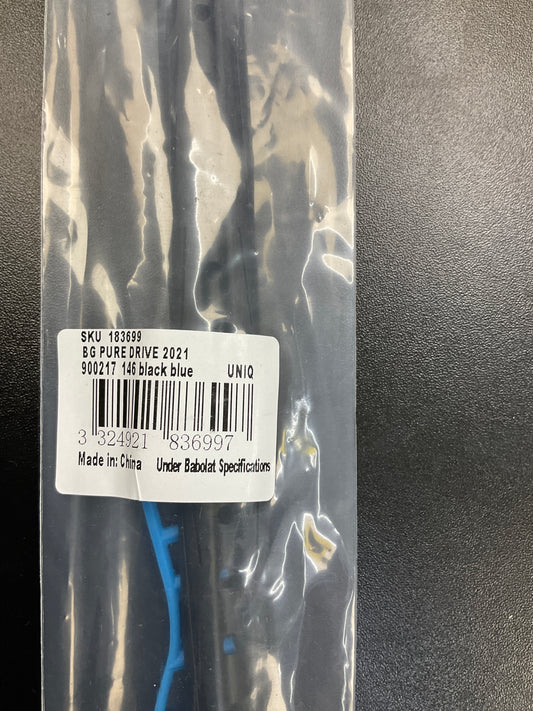 SKU 183699
BG PURE DRIVE 2021
900217 146 black blue UNIQ
3 324921 836997
Made in: China Under Babolat Specifications